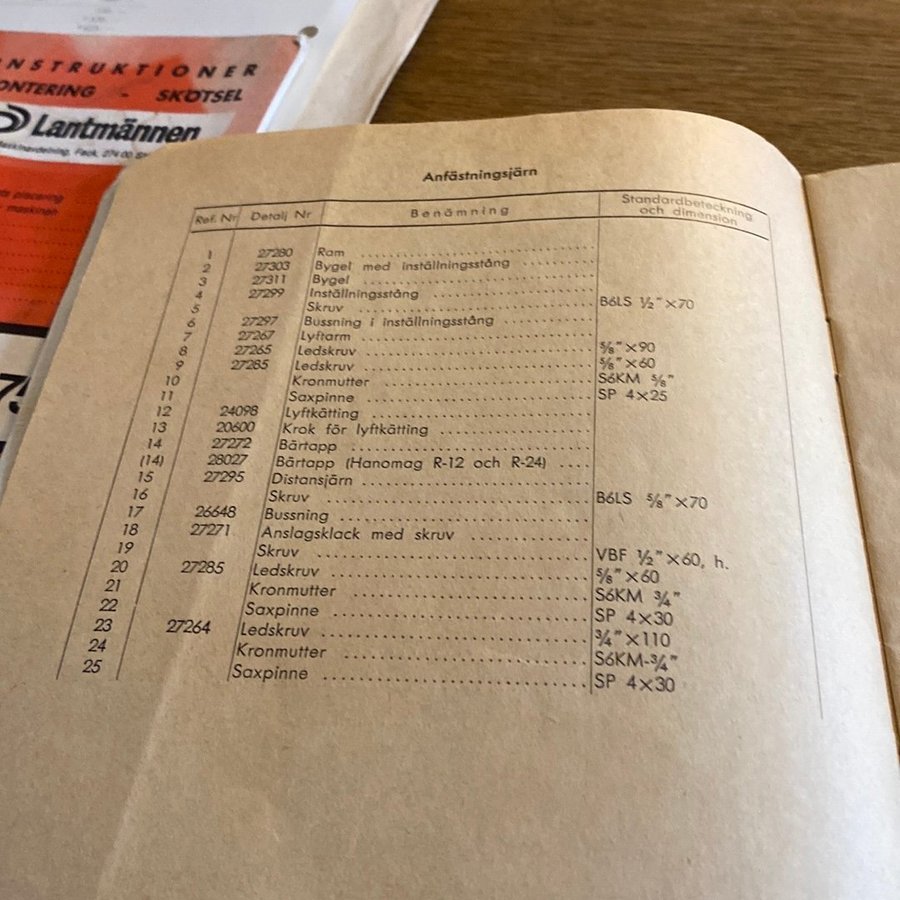 NSTRUKTIONER
ONTERING - SKÖTSEL
Lantmännen
Fack, 274 00
placering
maskinen
Anfästningsjärn
Ref. Nr Detalj Nr Benämning Standardbeteckning och dimension
1 27280 Ram
2 27303 Bygel med inställningsstång
3 27311 Bygel
4 27299 Inställningsstång
5 Skruv B6LS ½"×70
6 27297 Bussning i inställningsstång
7 27267 Lyftarm
8 27265 Ledskruv ⅝"×90
9 27285 Ledskruv ⅝"×60
10 Kronmutter S6KM ⅝"
11 Saxpinne SP 4×25
12 24098 Lyftkätting
13 20600 Krok för lyftkätting
14 27272 Bärtapp
(14) 28027 Bärtapp (Hanomag R-12 och R-24)
15 27295 Distansjärn
16 Skruv B6LS ⅝"×70
17 26648 Bussning
18 27271 Anslagsklack med skruv
19 Skruv VBF ½"×60, h.
20 27285 Ledskruv ⅝"×60
21 Kronmutter S6KM ¾"
22 Saxpinne SP 4×30
23 27264 Ledskruv ¾"×110
24 Kronmutter S6KM-¾"
25 Saxpinne SP 4×30